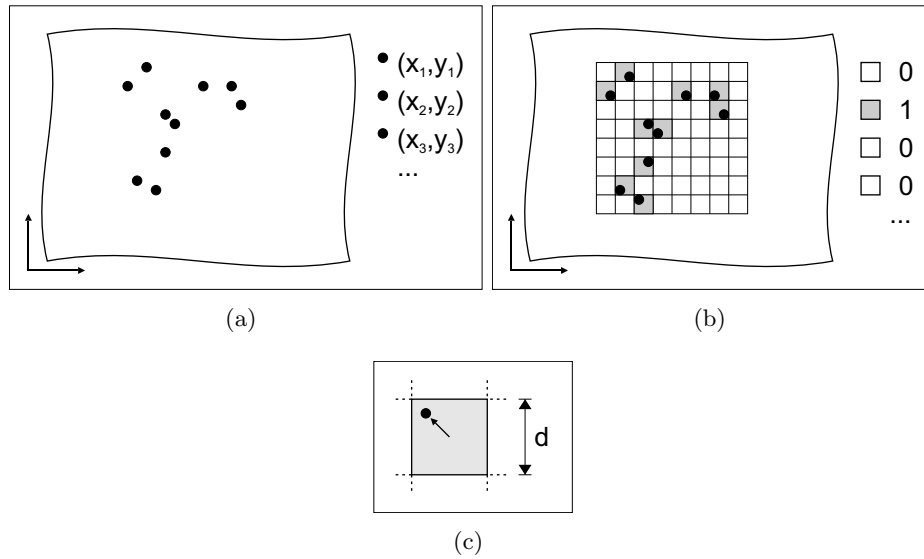 (x₁,y₁)
(x₂,y₂)
(x₃,y₃)
...
0
1
0
0
...
(a)
(b)
d
(c)